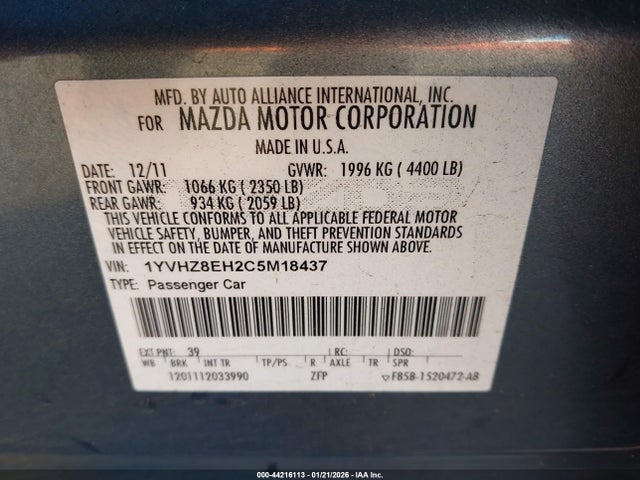 MFD. BY AUTO ALLIANCE INTERNATIONAL, INC.
FOR MAZDA MOTOR CORPORATION
MADE IN U.S.A.
DATE: 12/11 GVWR: 1996 KG ( 4400 LB)
FRONT GAWR: 1066 KG ( 2350 LB)
REAR GAWR: 934 KG ( 2059 LB)
THIS VEHICLE CONFORMS TO ALL APPLICABLE FEDERAL MOTOR
VEHICLE SAFETY, BUMPER, AND THEFT PREVENTION STANDARDS
IN EFFECT ON THE DATE OF MANUFACTURE SHOWN ABOVE.
VIN: 1YVHZ8EH2C5M18437
TYPE: Passenger Car
EXT PNT: 39 RC: DSO:
WB BRK INT TR TP/PS R AXLE TR SPR
1201112033990 ZFP F858-1520472-A8
000-44216113 - 01/21/2026 - IAA Inc.